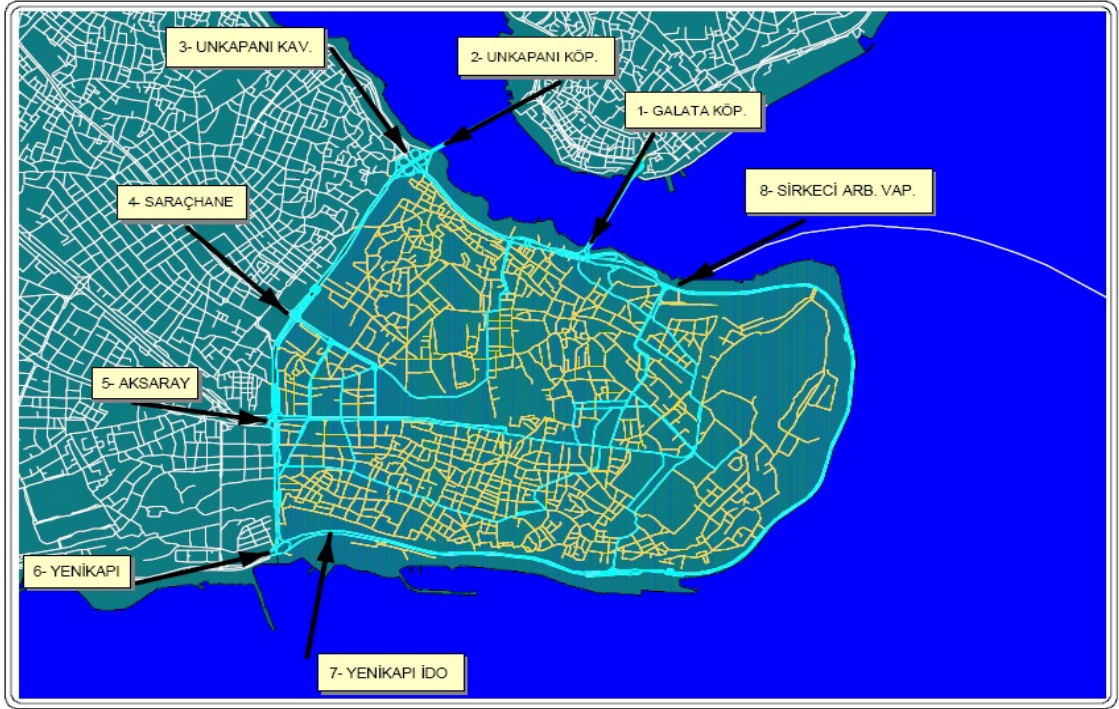 3- UNKAPANI KAV.
2- UNKAPANI KÖP.
1- GALATA KÖP.
8- SİRKECİ ARB. VAP.
4- SARAÇHANE
5- AKSARAY
6- YENİKAPI
7- YENİKAPI İDO